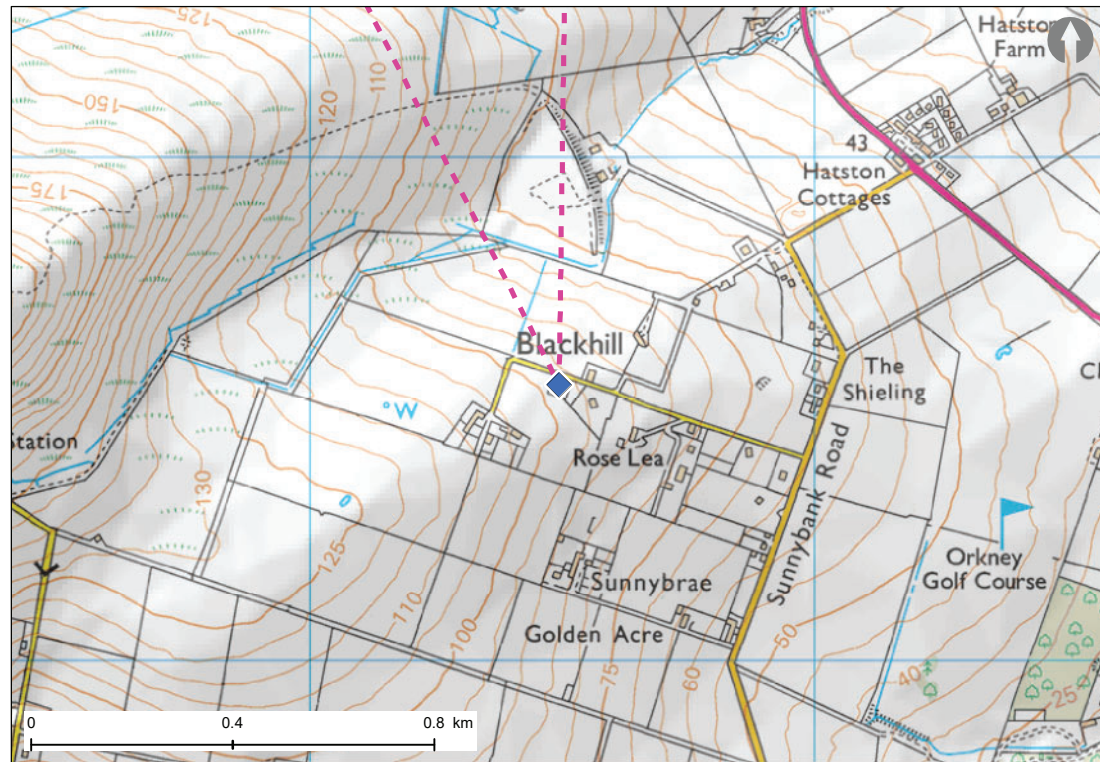 125
150
175
120
110
Hatston
Farm
43
Hatston
Cottages
Blackhill
The
Shieling
W
Station
Rose Lea
130
125
110
100
Sunnybrae
Golden Acre
75
60
50
Sunnybank Road
Orkney
Golf Course
40
25
0 0.4 0.8 km